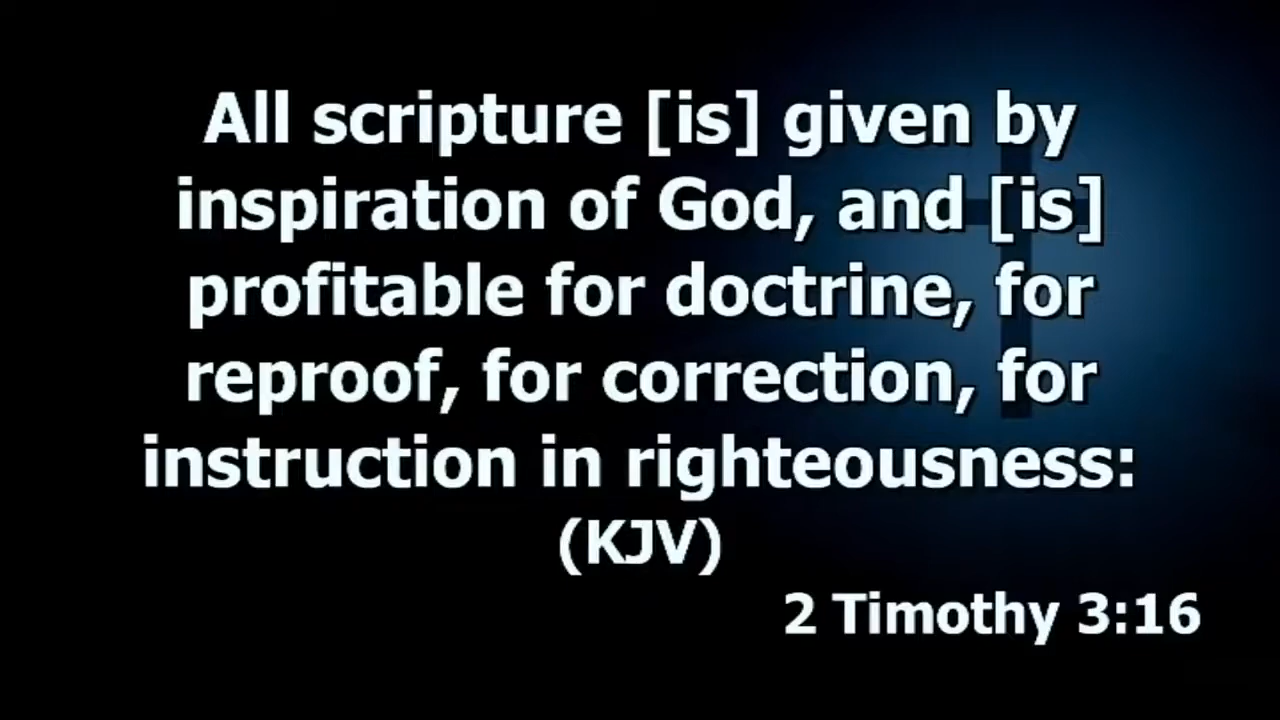 All scripture [is] given by
inspiration of God, and [is]
profitable for doctrine, for
reproof, for correction, for
instruction in righteousness:
(KJV)
2 Timothy 3:16